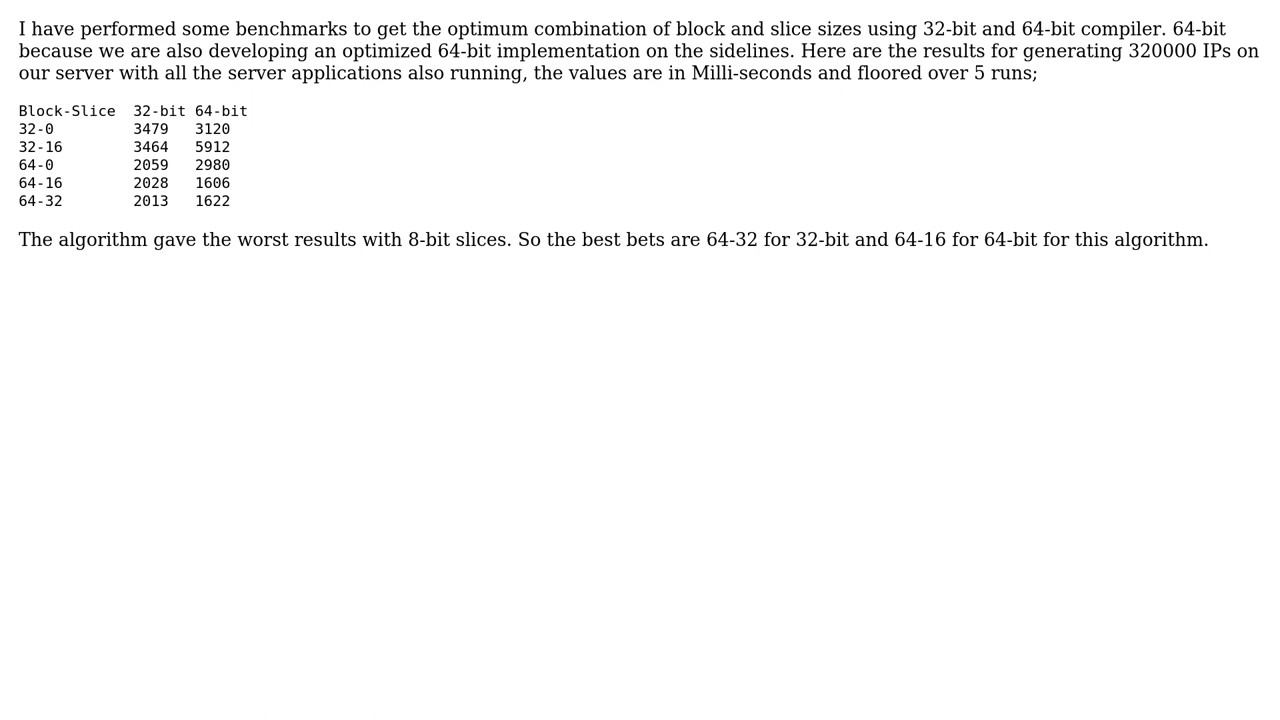 I have performed some benchmarks to get the optimum combination of block and slice sizes using 32-bit and 64-bit compiler. 64-bit
because we are also developing an optimized 64-bit implementation on the sidelines. Here are the results for generating 320000 IPs on
our server with all the server applications also running, the values are in Milli-seconds and floored over 5 runs;
Block-Slice  32-bit 64-bit
32-0         3479   3120
32-16        3464   5912
64-0         2059   2980
64-16        2028   1606
64-32        2013   1622
The algorithm gave the worst results with 8-bit slices. So the best bets are 64-32 for 32-bit and 64-16 for 64-bit for this algorithm.